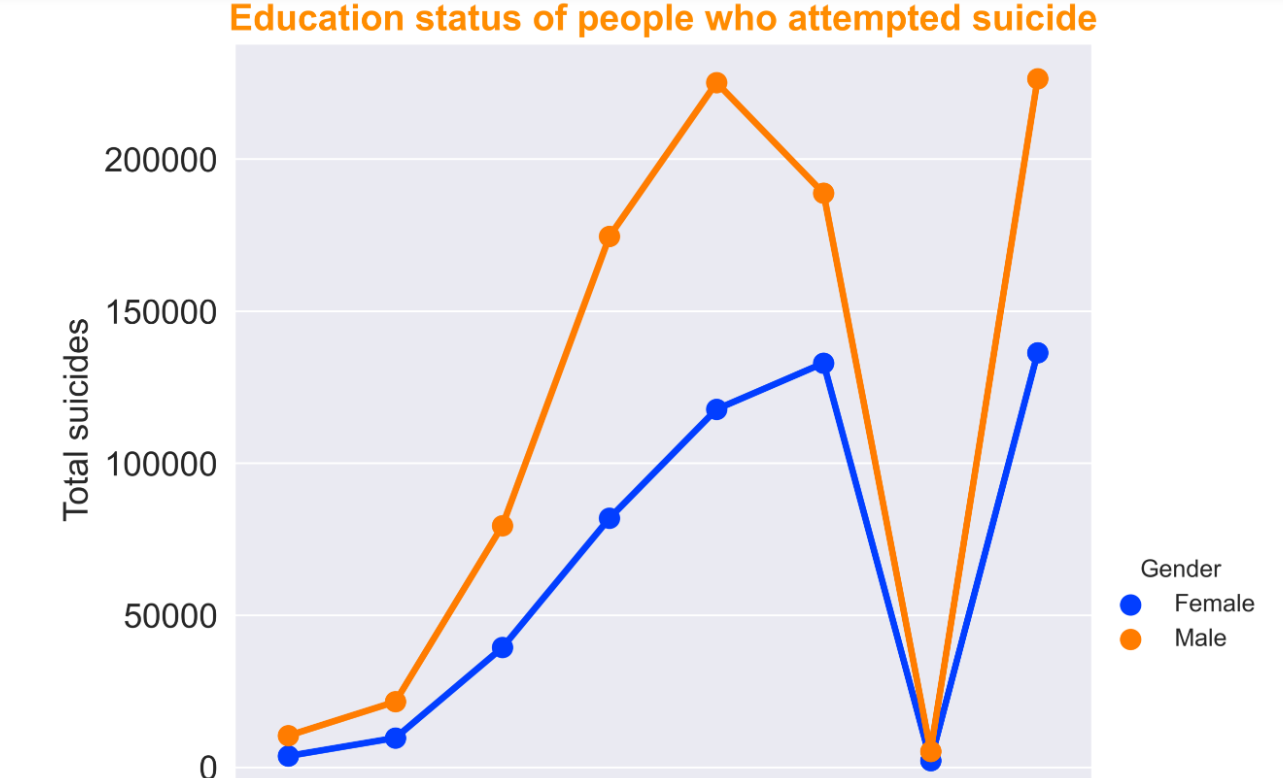 Education status of people who attempted suicide
200000
150000
100000
50000
0
Total suicides
Gender
Female
Male